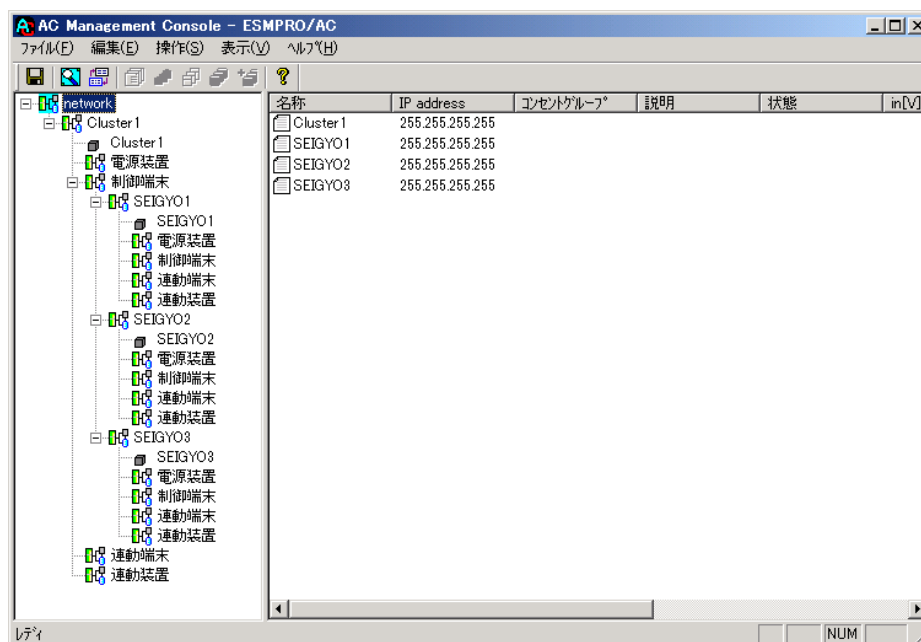 AC Management Console - ESMPRO/AC
ファイル(F) 編集(E) 操作(S) 表示(V) ヘルプ(H)
network
Cluster1
Cluster1
電源装置
制御端末
SEIGYO1
SEIGYO1
電源装置
制御端末
連動端末
連動装置
SEIGYO2
SEIGYO2
電源装置
制御端末
連動端末
連動装置
SEIGYO3
SEIGYO3
電源装置
制御端末
連動端末
連動装置
連動端末
連動装置
名称 IP address コンセントグループ 説明 状態 in[V]
Cluster1 255.255.255.255
SEIGYO1 255.255.255.255
SEIGYO2 255.255.255.255
SEIGYO3 255.255.255.255
レディ NUM